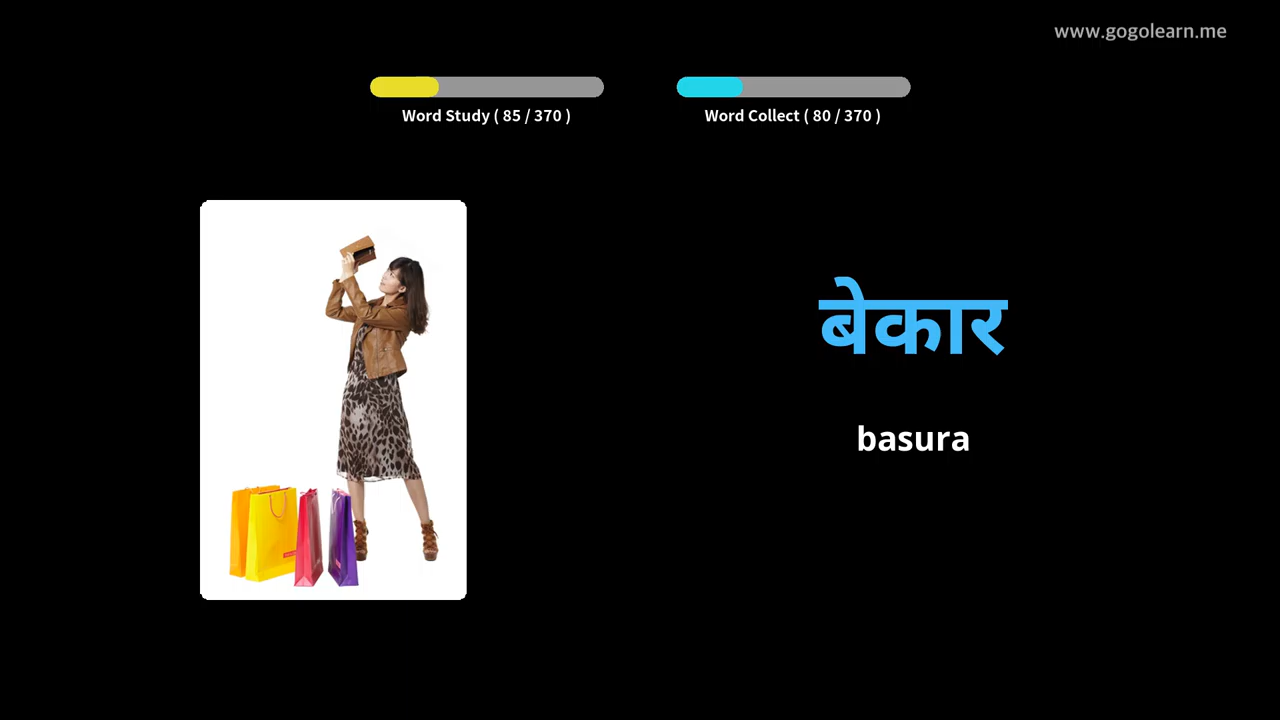 www.gogolearn.me
Word Study ( 85 / 370 )
Word Collect ( 80 / 370 )
बेकार
basura